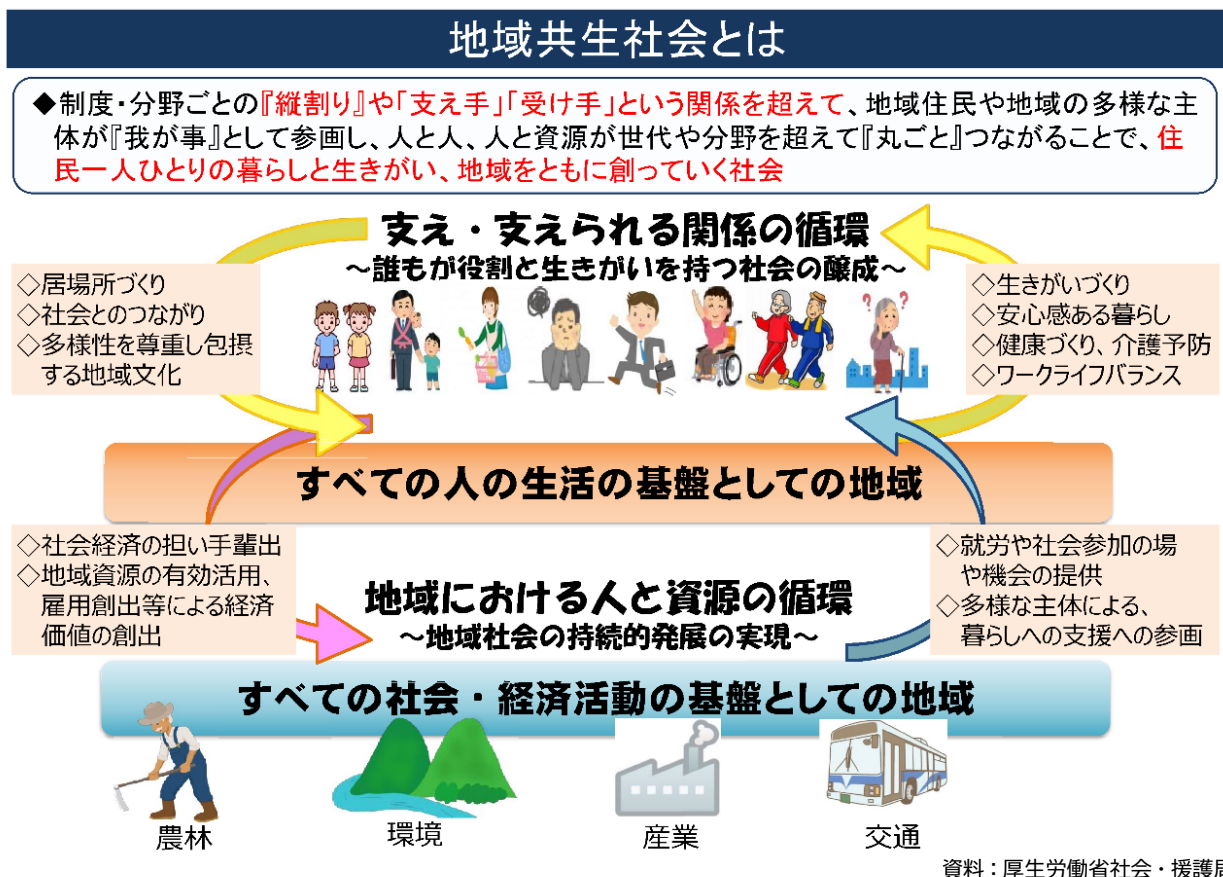 地域共生社会とは
◆制度・分野ごとの『縦割り』や「支え手」「受け手」という関係を超えて、地域住民や地域の多様な主
体が『我が事』として参画し、人と人、人と資源が世代や分野を超えて『丸ごと』つながることで、住
民一人ひとりの暮らしと生きがい、地域をともに創っていく社会
支え・支えられる関係の循環
~誰もが役割と生きがいを持つ社会の醸成~
◇居場所づくり
◇社会とのつながり
◇多様性を尊重し包摂
する地域文化
◇生きがいづくり
◇安心感ある暮らし
◇健康づくり、介護予防
◇ワークライフバランス
? ?
すべての人の生活の基盤としての地域
◇社会経済の担い手輩出
◇地域資源の有効活用、
雇用創出等による経済
価値の創出
地域における人と資源の循環
~地域社会の持続的発展の実現~
◇就労や社会参加の場
や機会の提供
◇多様な主体による、
暮らしへの支援への参画
すべての社会・経済活動の基盤としての地域
農林
環境
産業
交通
資料:厚生労働省社会・援護局